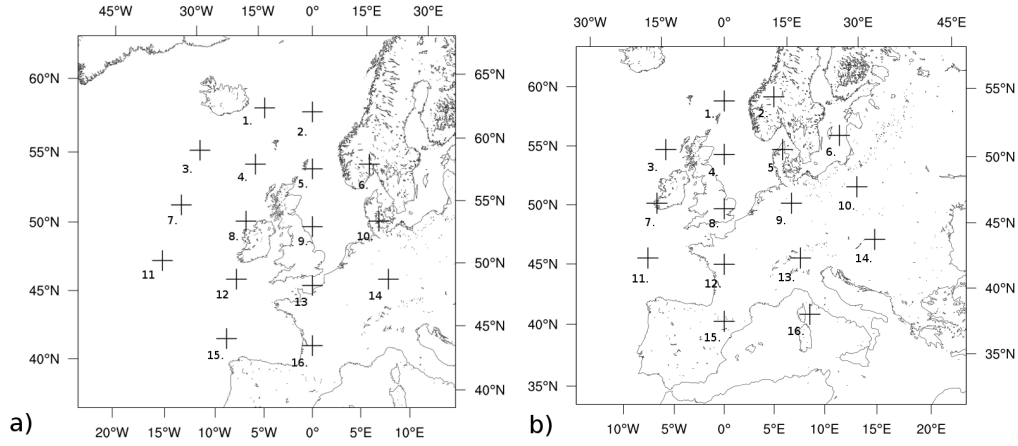 45°W 30°W 15°W 0° 15°E 30°E
30°W 15°W 0° 15°E 30°E 45°E
60°N 65°N
60°N 55°N
1. 2.
1. 2.
60°N
55°N 55°N 50°N
3. 4. 5. 6.
3. 4. 5. 6.
7. 55°N
50°N 7. 8. 9. 10.
50°N 8. 9. 10. 45°N
11 12 13 14 50°N
45°N 11. 12. 13. 14. 40°N
45°N
15. 16.
40°N 15. 16.
40°N 45°N
35°N 35°N
40°N
a) 20°W 15°W 10°W 5°W 0° 5°E 10°E
b) 10°W 5°W 0° 5°E 10°E 15°E 20°E